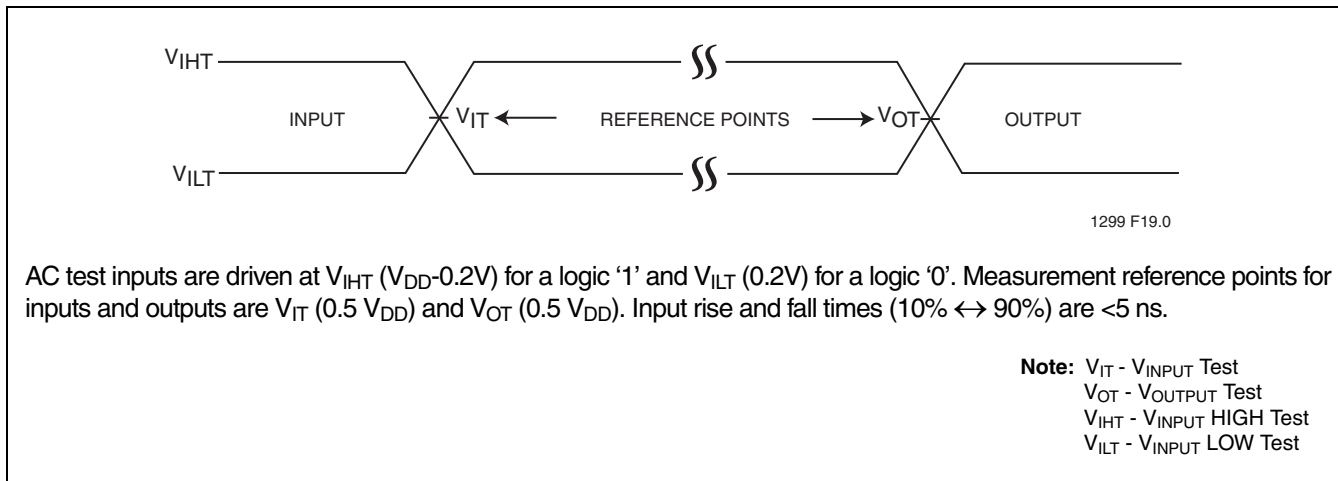 VIHT
INPUT
VIT
REFERENCE POINTS
VOT
OUTPUT
VILT
1299 F19.0
AC test inputs are driven at VIHT (VDD-0.2V) for a logic ‘1’ and VILT (0.2V) for a logic ‘0’. Measurement reference points for
inputs and outputs are VIT (0.5 VDD) and VOT (0.5 VDD). Input rise and fall times (10% ↔ 90%) are <5 ns.
Note: VIT - VINPUT Test
VOT - VOUTPUT Test
VIHT - VINPUT HIGH Test
VILT - VINPUT LOW Test